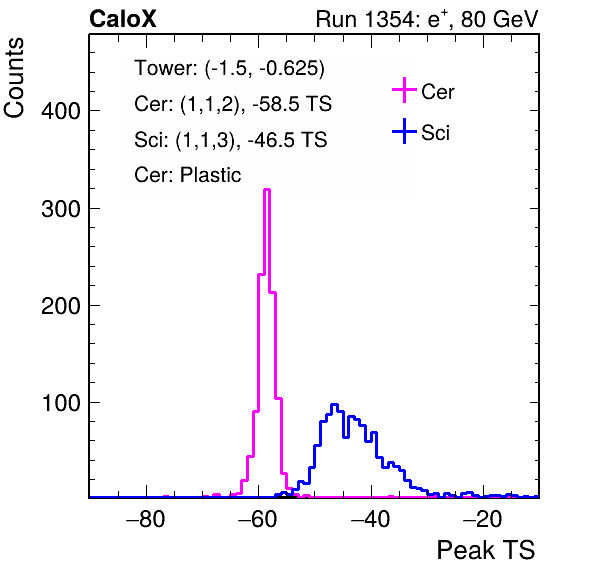 CaloX Run 1354: e⁺, 80 GeV
Counts
Tower: (-1.5, -0.625)
Cer: (1,1,2), -58.5 TS
Sci: (1,1,3), -46.5 TS
Cer: Plastic
Cer
Sci
400
300
200
100
−80 −60 −40 −20
Peak TS